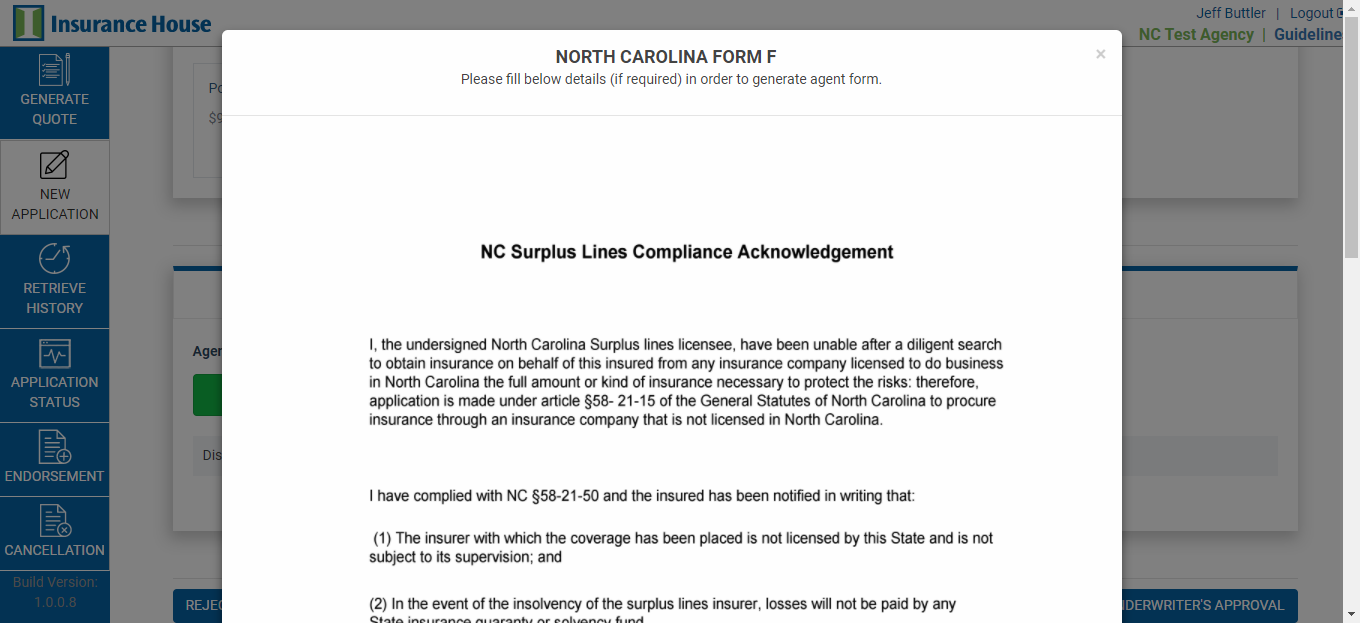 Insurance House
Jeff Buttler | Logout
NC Test Agency | Guideline
GENERATE
QUOTE
NEW
APPLICATION
RETRIEVE
HISTORY
APPLICATION
STATUS
ENDORSEMENT
CANCELLATION
Build Version:
1.0.0.8
NORTH CAROLINA FORM F
×
Please fill below details (if required) in order to generate agent form.
NC Surplus Lines Compliance Acknowledgement
I, the undersigned North Carolina Surplus lines licensee, have been unable after a diligent search
to obtain insurance on behalf of this insured from any insurance company licensed to do business
in North Carolina the full amount or kind of insurance necessary to protect the risks: therefore,
application is made under article §58- 21-15 of the General Statutes of North Carolina to procure
insurance through an insurance company that is not licensed in North Carolina.
I have complied with NC §58-21-50 and the insured has been notified in writing that:
(1) The insurer with which the coverage has been placed is not licensed by this State and is not
subject to its supervision; and
(2) In the event of the insolvency of the surplus lines insurer, losses will not be paid by any
State insurance guaranty or solvency fund.
Po
$9
Agen
Dis
REJEC
NDERWRITER'S APPROVAL